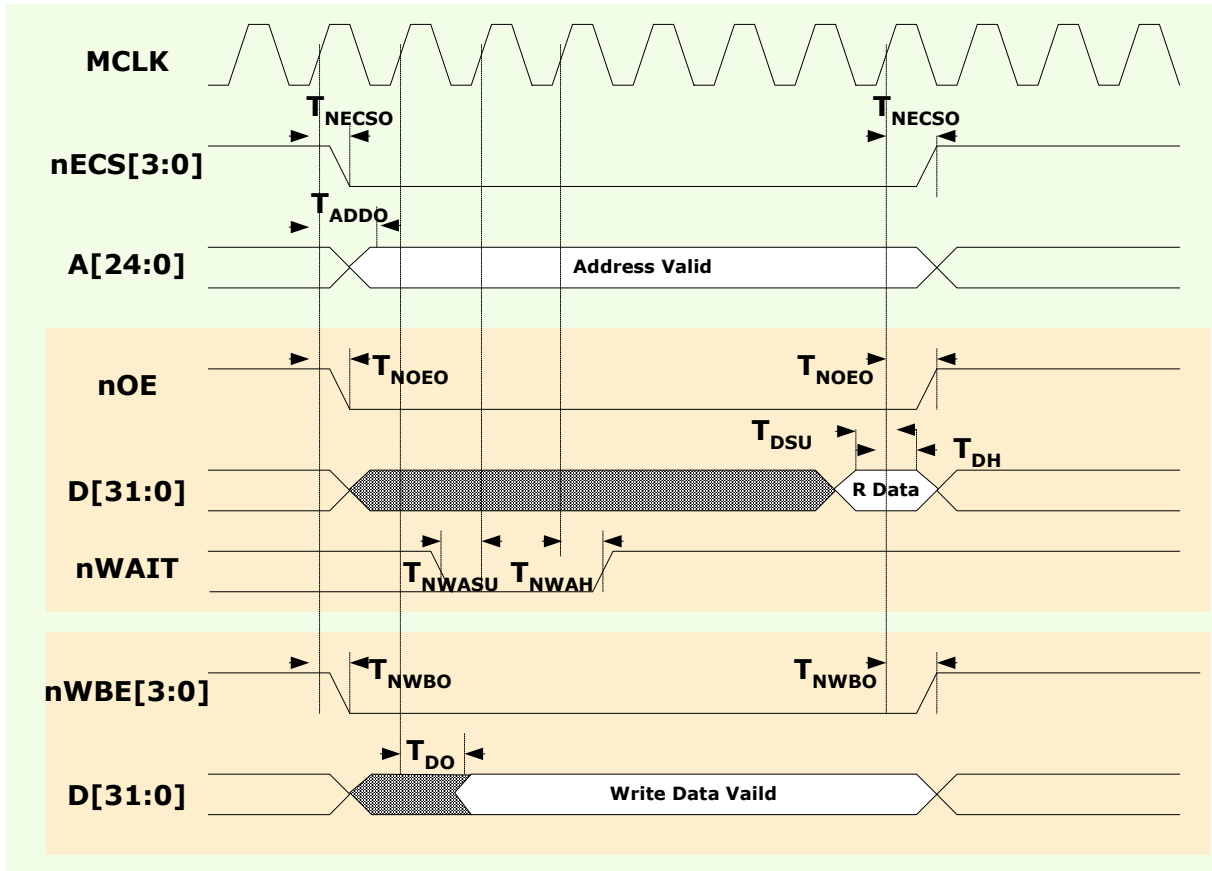 MCLK
TNECSO TNECSO
nECS[3:0]
TADDO
A[24:0] Address Valid
nOE TNOEO TNOEO
TDSU TDH
D[31:0] R Data
nWAIT TNWASU TNWAH
nWBE[3:0] TNWBO TNWBO
TDO
D[31:0] Write Data Vaild